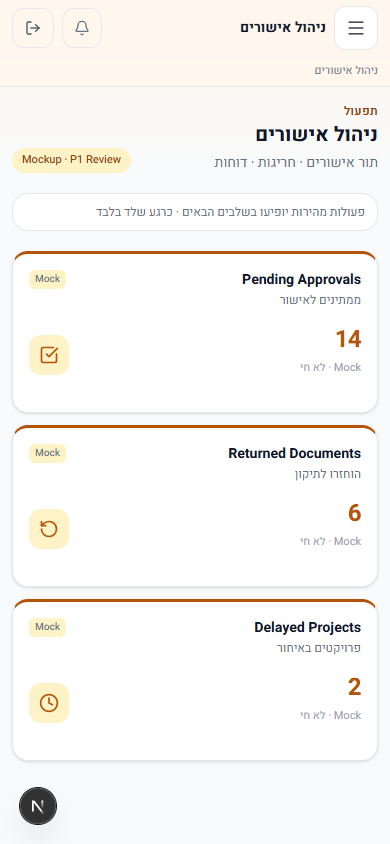 ניהול אישורים
ניהול אישורים
תפעול
ניהול אישורים
תור אישורים · חריגות · דוחות
Mockup · P1 Review
פעולות מהירות יופיעו בשלבים הבאים · כרגע שלד בלבד
Pending Approvals
Mock
ממתינים לאישור
14
Mock · לא חי
Returned Documents
Mock
הוחזרו לתיקון
6
Mock · לא חי
Delayed Projects
Mock
פרויקטים באיחור
2
Mock · לא חי
N